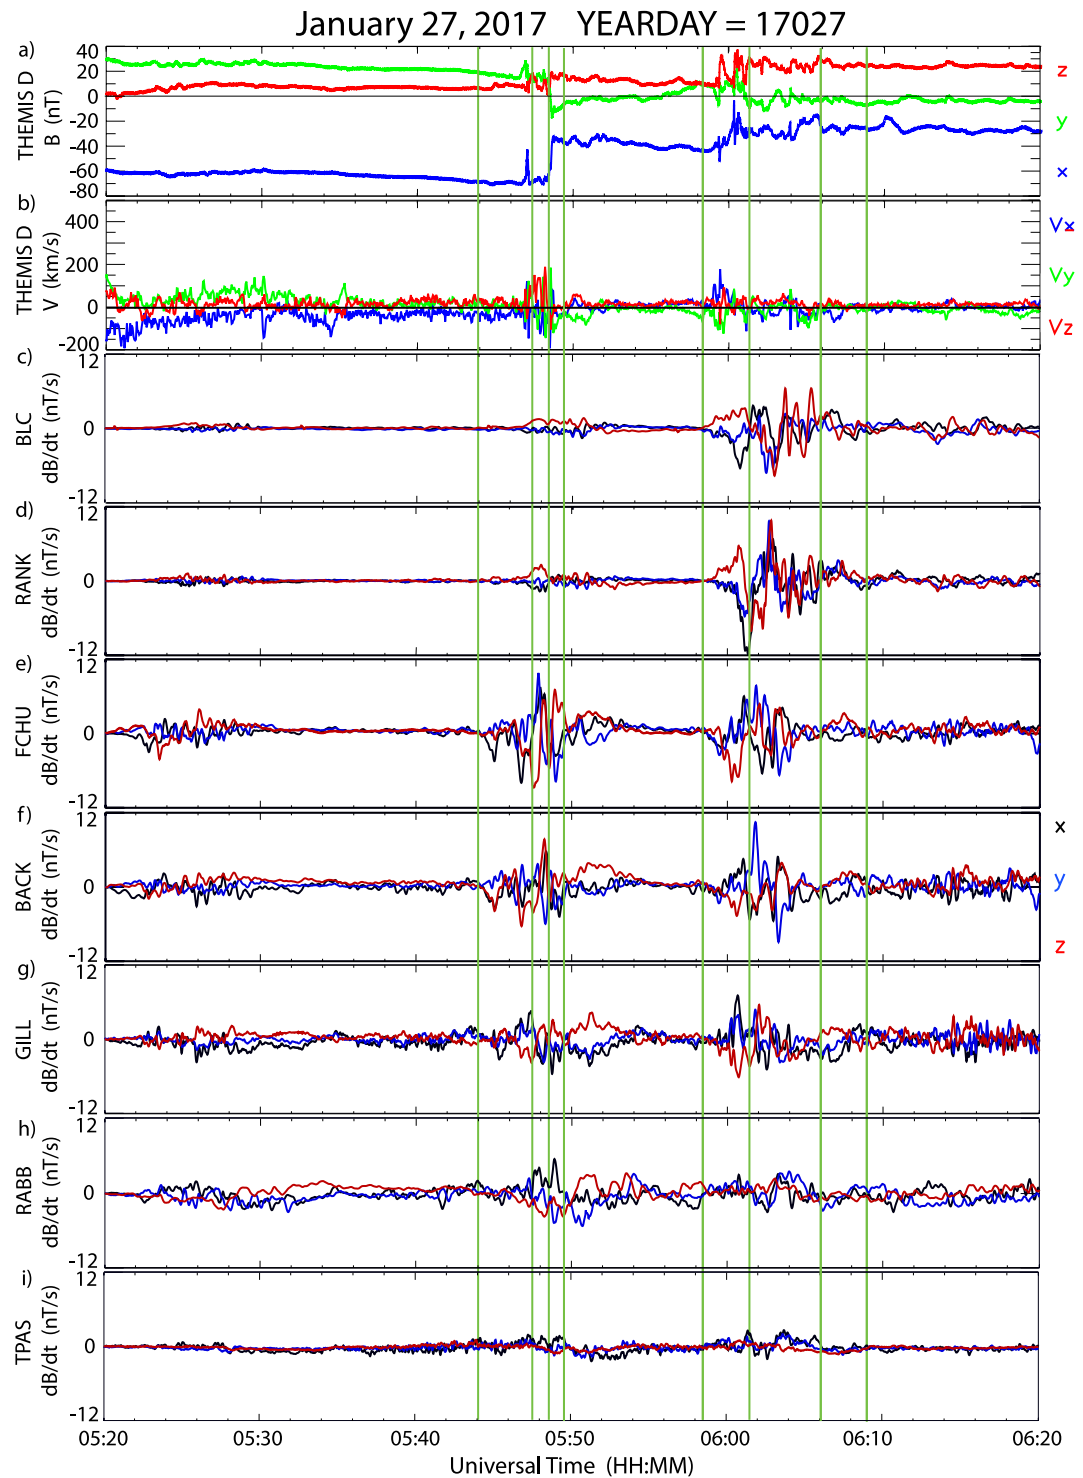 January 27, 2017 YEARDAY = 17027
a)
THEMIS D
B (nT)
40
20
0
-20
-40
-60
-80
z
y
x
b)
THEMIS D
V (km/s)
400
200
0
-200
Vx
Vy
Vz
c)
BLC
dB/dt (nT/s)
12
0
-12
d)
RANK
dB/dt (nT/s)
12
0
-12
e)
FCHU
dB/dt (nT/s)
12
0
-12
f)
BACK
dB/dt (nT/s)
12
0
-12
x
y
z
g)
GILL
dB/dt (nT/s)
12
0
-12
h)
RABB
dB/dt (nT/s)
12
0
-12
i)
TPAS
dB/dt (nT/s)
12
0
-12
05:20 05:30 05:40 05:50 06:00 06:10 06:20
Universal Time (HH:MM)